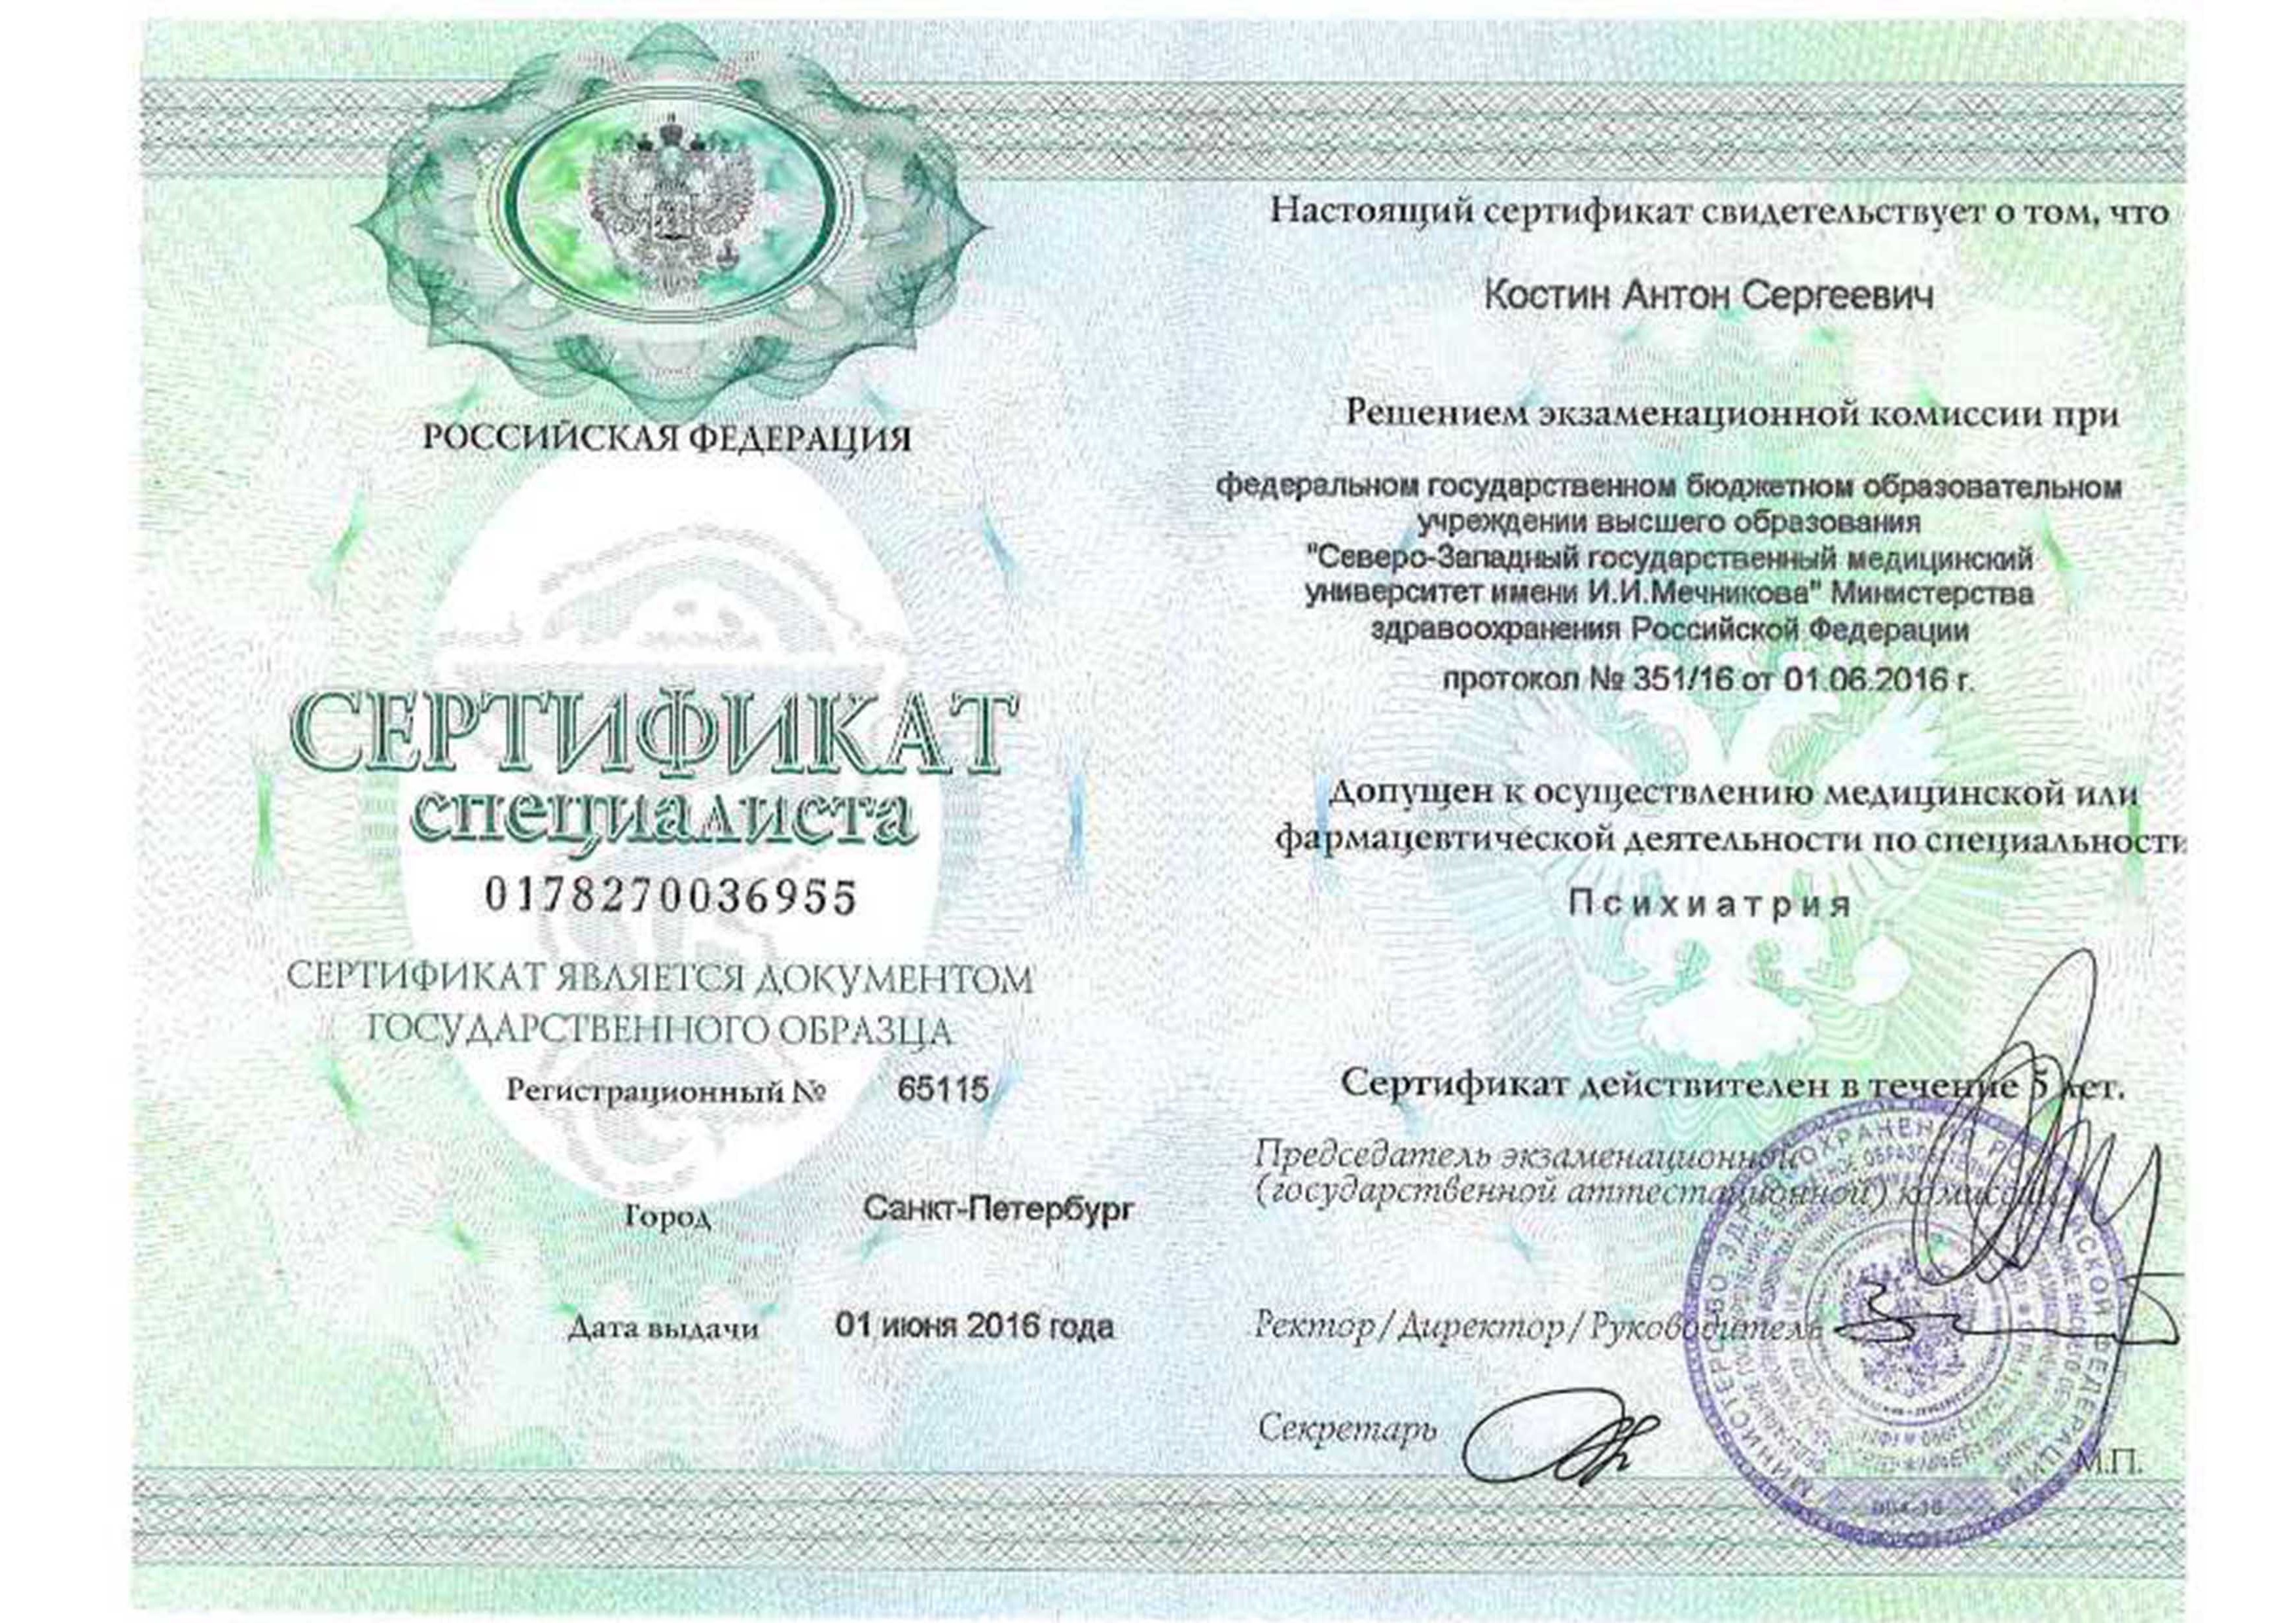 РОССИЙСКАЯ ФЕДЕРАЦИЯ
СЕРТИФИКАТ
специалиста
0178270036955
СЕРТИФИКАТ ЯВЛЯЕТСЯ ДОКУМЕНТОМ
ГОСУДАРСТВЕННОГО ОБРАЗЦА
Регистрационный № 65115
Город Санкт-Петербург
Дата выдачи 01 июня 2016 года
Настоящий сертификат свидетельствует о том, что
Костин Антон Сергеевич
Решением экзаменационной комиссии при
федеральном государственном бюджетном образовательном
учреждении высшего образования
"Северо-Западный государственный медицинский
университет имени И.И.Мечникова" Министерства
здравоохранения Российской Федерации
протокол № 351/16 от 01.06.2016 г.
Допущен к осуществлению медицинской или
фармацевтической деятельности по специальности
Психиатрия
Сертификат действителен в течение 5 лет.
Председатель экзаменационной
(государственной аттестационной) комиссии
Ректор/Директор/Руководитель
Секретарь
М.П.
МИНИСТЕРСТВО ЗДРАВООХРАНЕНИЯ РОССИЙСКОЙ ФЕДЕРАЦИИ